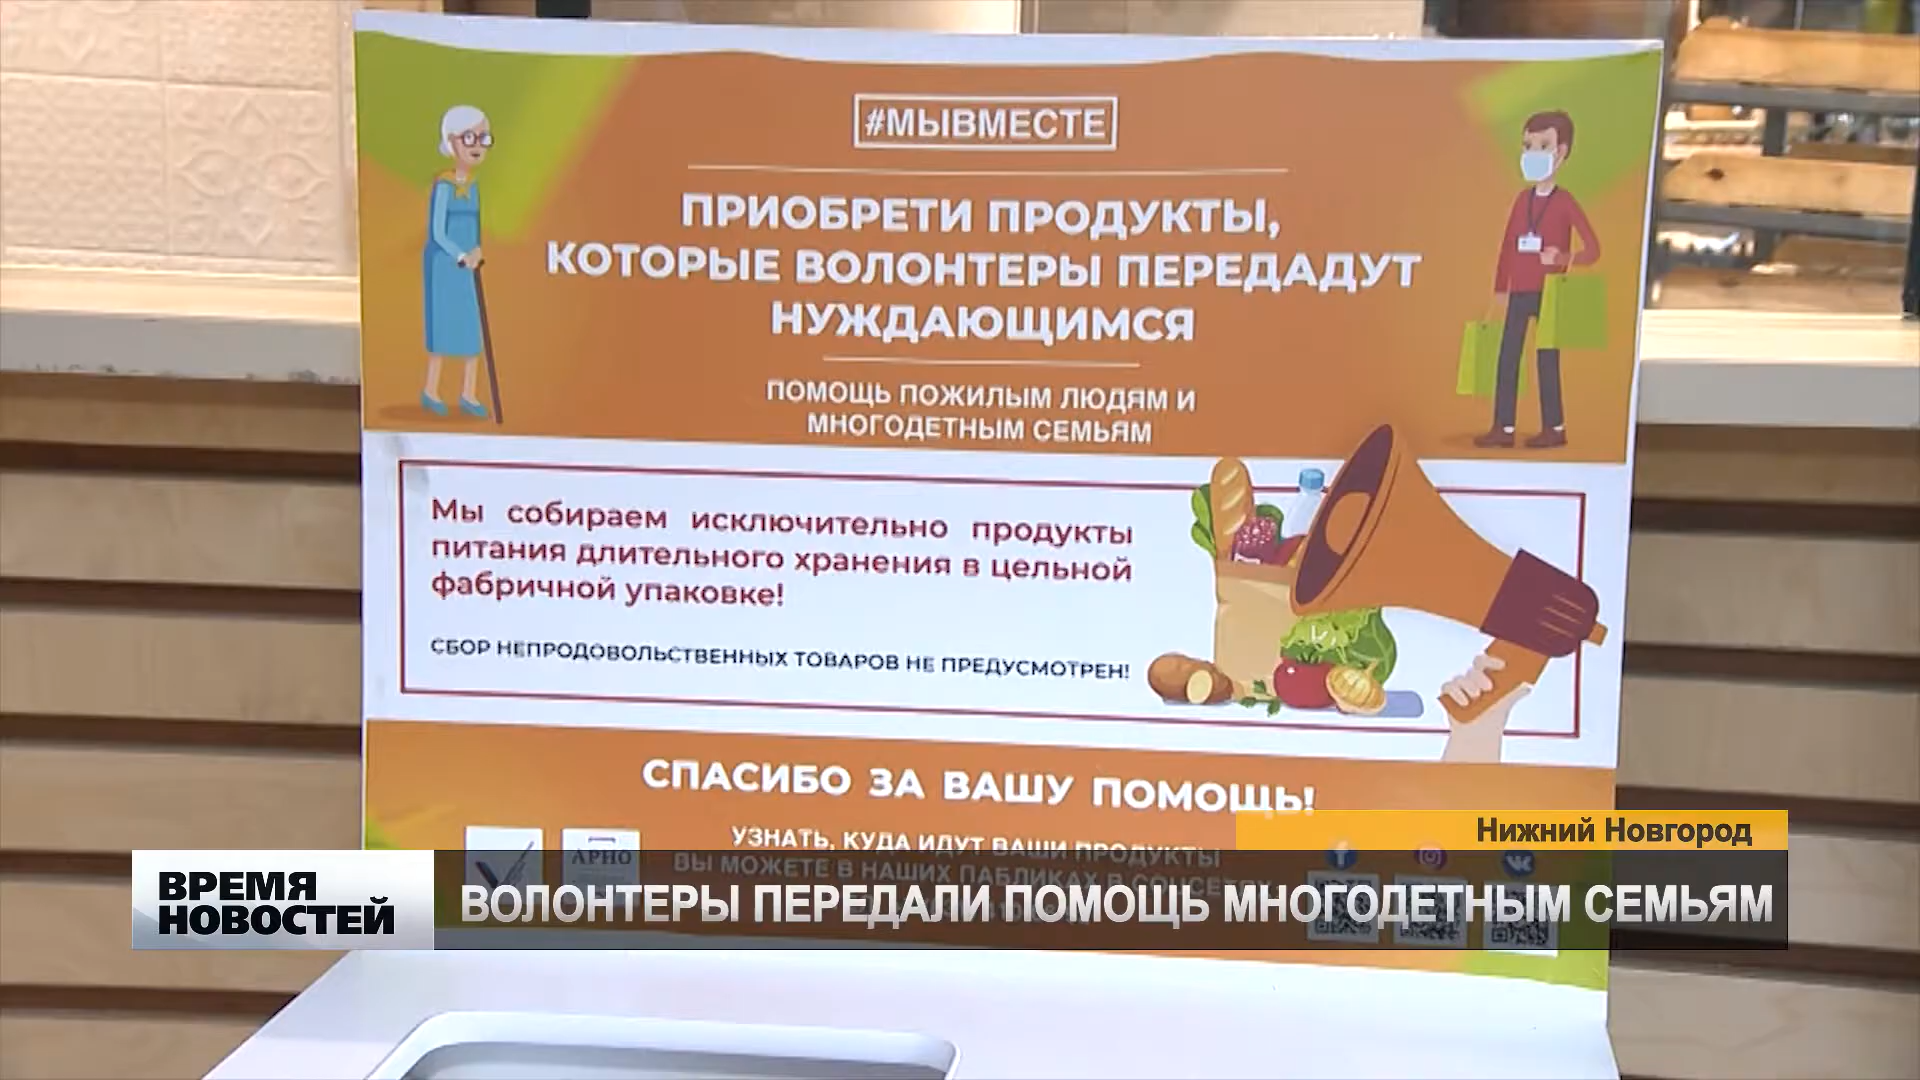 #МЫВМЕСТЕ
ПРИОБРЕТИ ПРОДУКТЫ,
КОТОРЫЕ ВОЛОНТЕРЫ ПЕРЕДАДУТ
НУЖДАЮЩИМСЯ
ПОМОЩЬ ПОЖИЛЫМ ЛЮДЯМ И
МНОГОДЕТНЫМ СЕМЬЯМ
Мы собираем исключительно продукты
питания длительного хранения в цельной
фабричной упаковке!
СБОР НЕПРОДОВОЛЬСТВЕННЫХ ТОВАРОВ НЕ ПРЕДУСМОТРЕН!
СПАСИБО ЗА ВАШУ ПОМОЩЬ!
АРНО
УЗНАТЬ, КУДА ИДУТ ВАШИ ПРОДУКТЫ
ВЫ МОЖЕТЕ В НАШИХ ПАБЛИКАХ В СОЦСЕТЯХ
Нижний Новгород
ВРЕМЯ
НОВОСТЕЙ
ВОЛОНТЕРЫ ПЕРЕДАЛИ ПОМОЩЬ МНОГОДЕТНЫМ СЕМЬЯМ